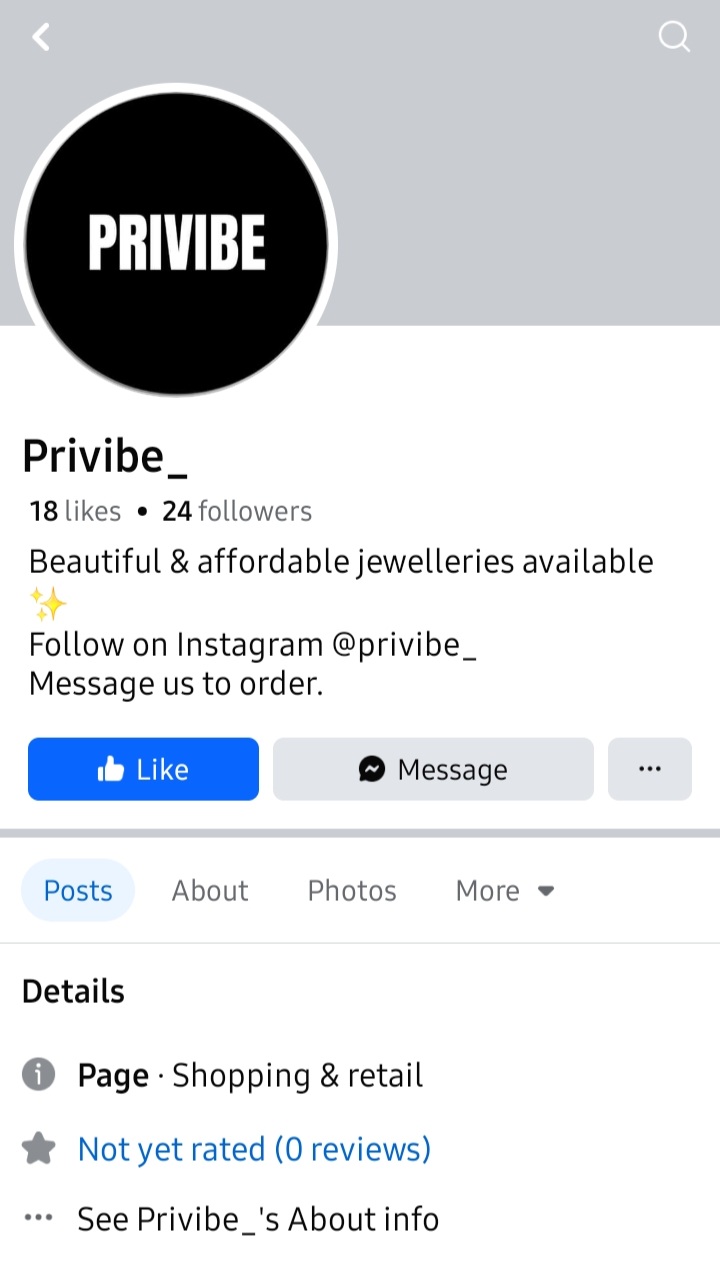 PRIVIBE
Privibe_
18 likes • 24 followers
Beautiful & affordable jewelleries available
✨
Follow on Instagram @privibe_
Message us to order.
Like
Message
Posts
About
Photos
More
Details
Page · Shopping & retail
Not yet rated (0 reviews)
See Privibe_'s About info